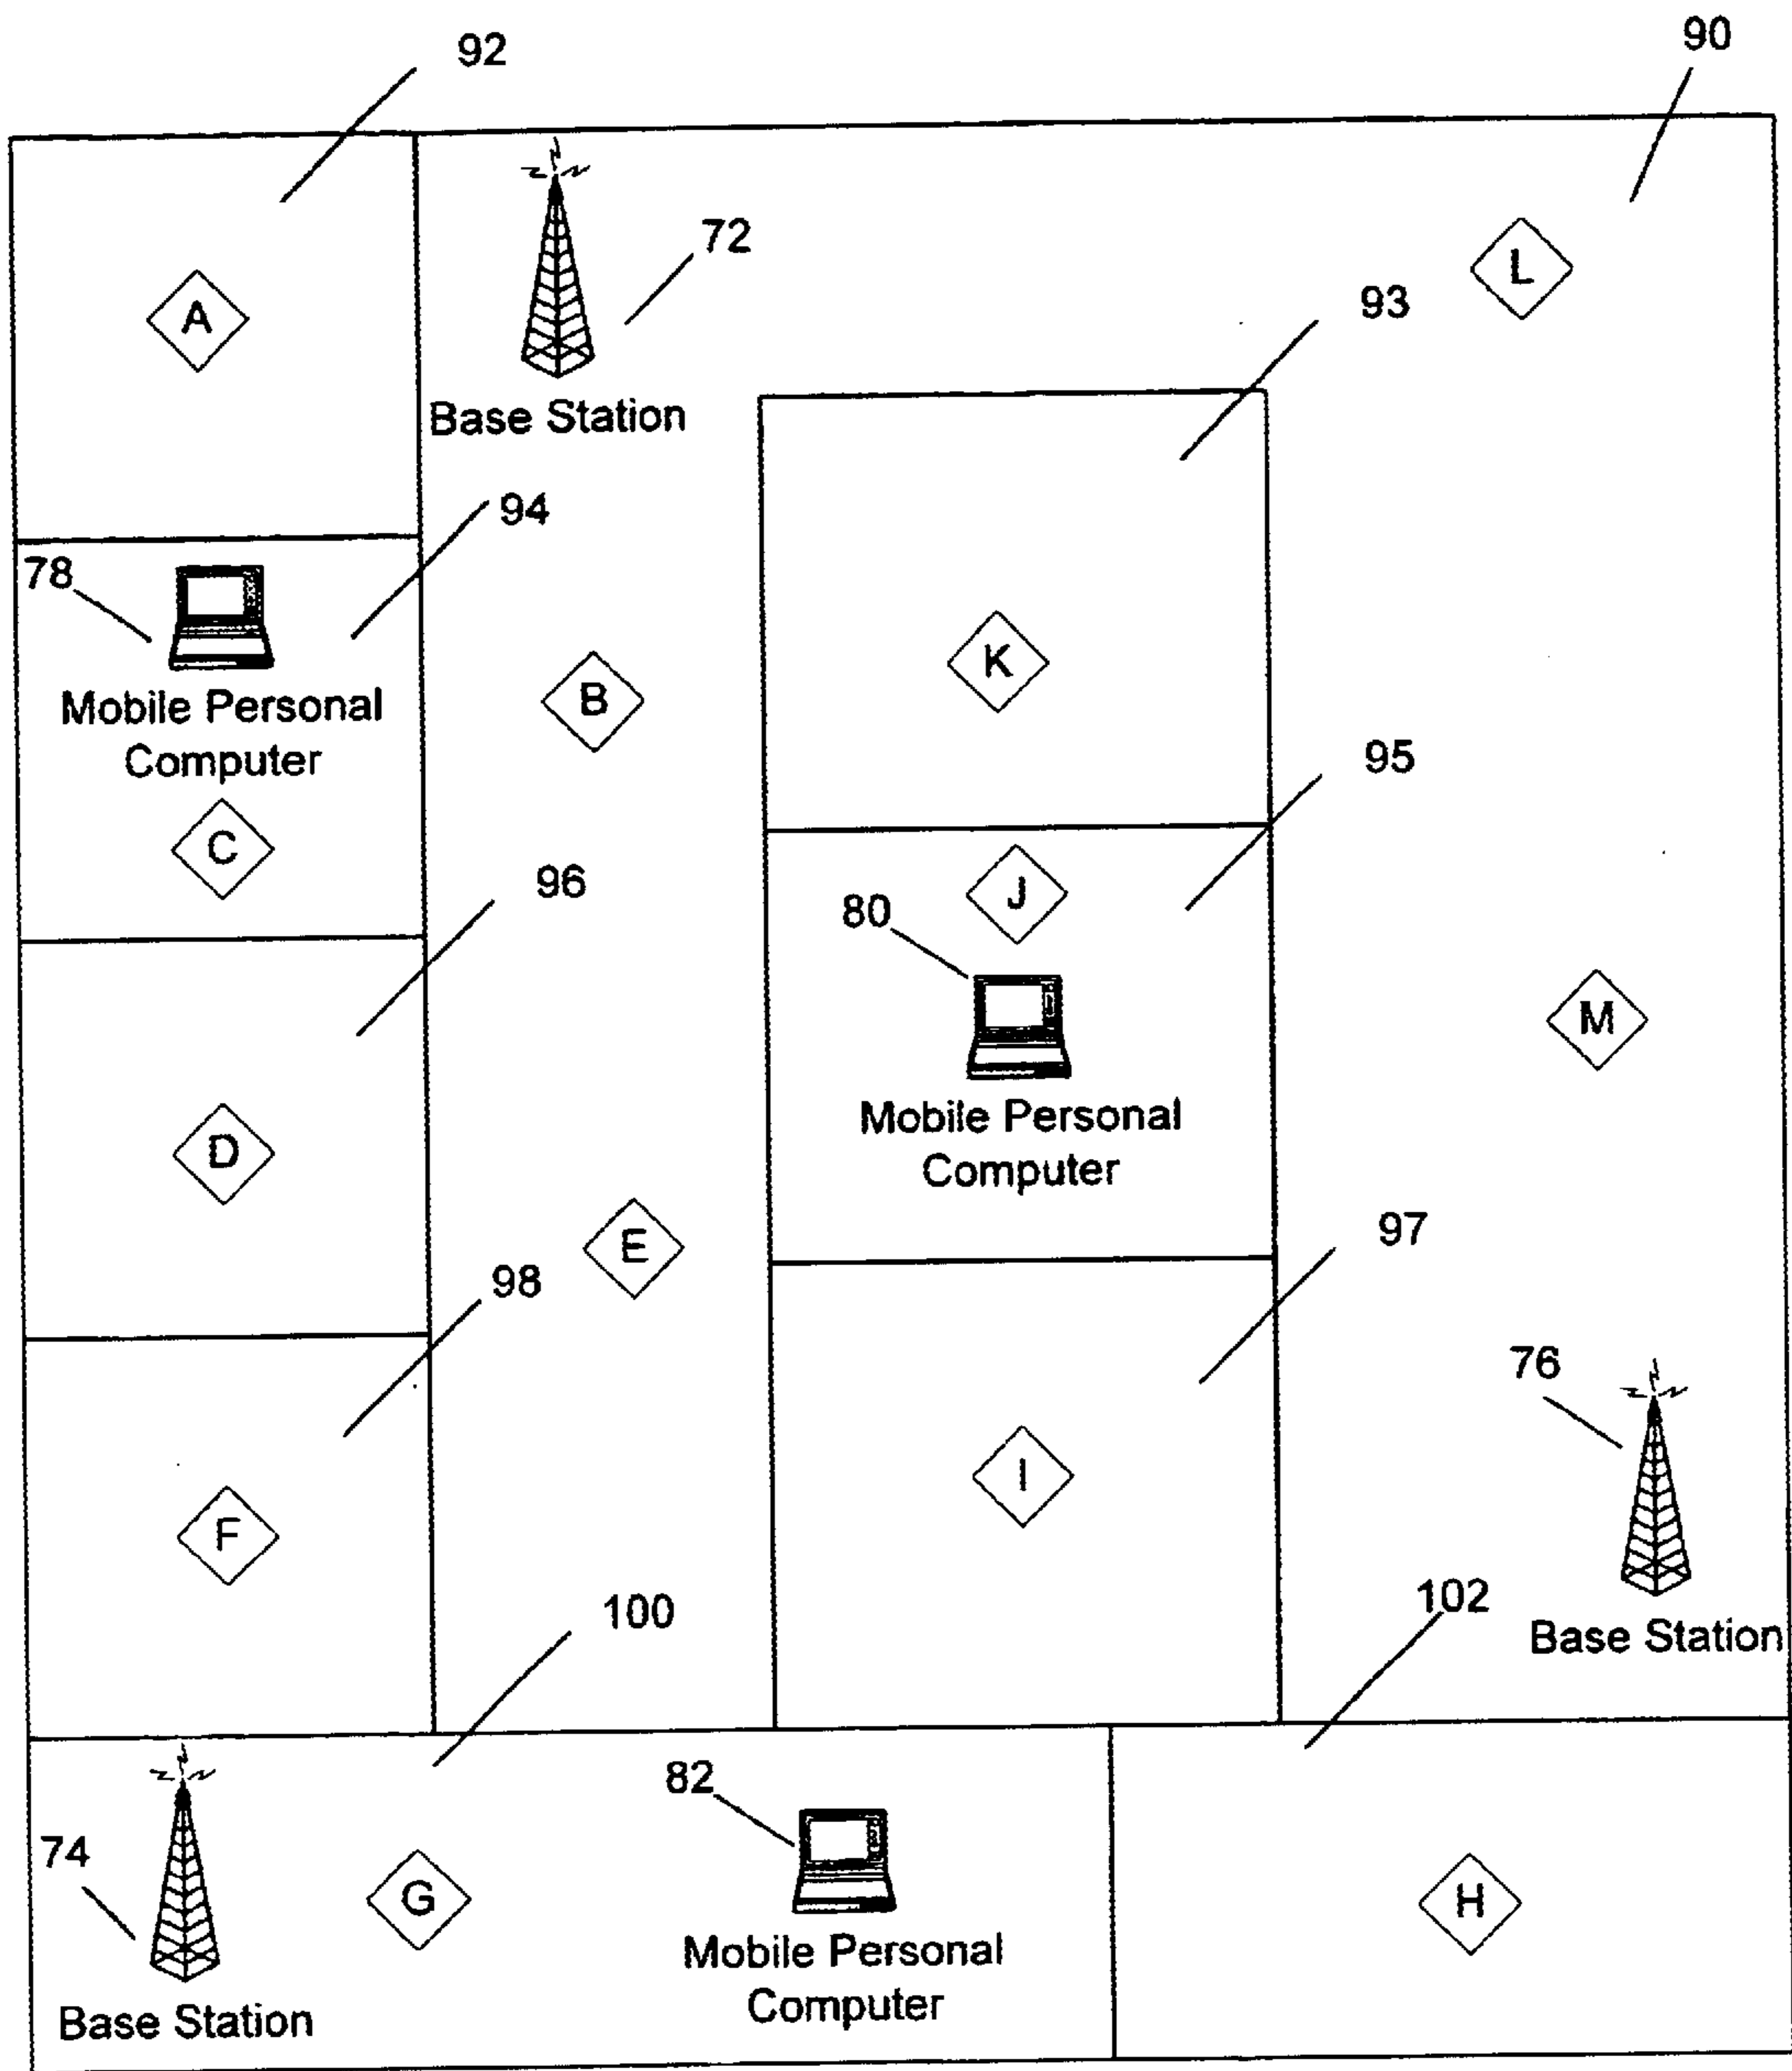 92
90
72
L
A
93
Base Station
94
78
K
B
Mobile Personal
Computer
95
C
96
J
80
M
Mobile Personal
Computer
D
97
E
98
76
I
F
102
100
Base Station
82
74
G
H
Mobile Personal
Computer
Base Station